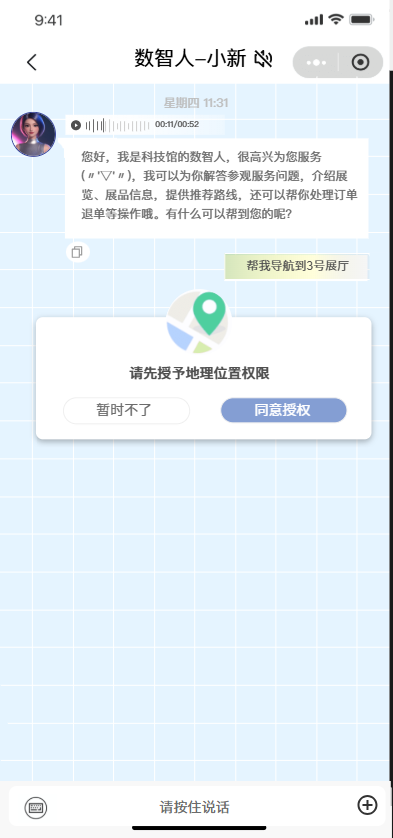 9:41
数智人–小新
星期四 11:31
00:11/00:52
您好，我是科技馆的数智人，很高兴为您服务
(〃'▽'〃)，我可以为你解答参观服务问题，介绍展
览、展品信息，提供推荐路线，还可以帮你处理订单
退单等操作哦。有什么可以帮到您的呢?
帮我导航到3号展厅
请先授予地理位置权限
暂时不了
同意授权
请按住说话